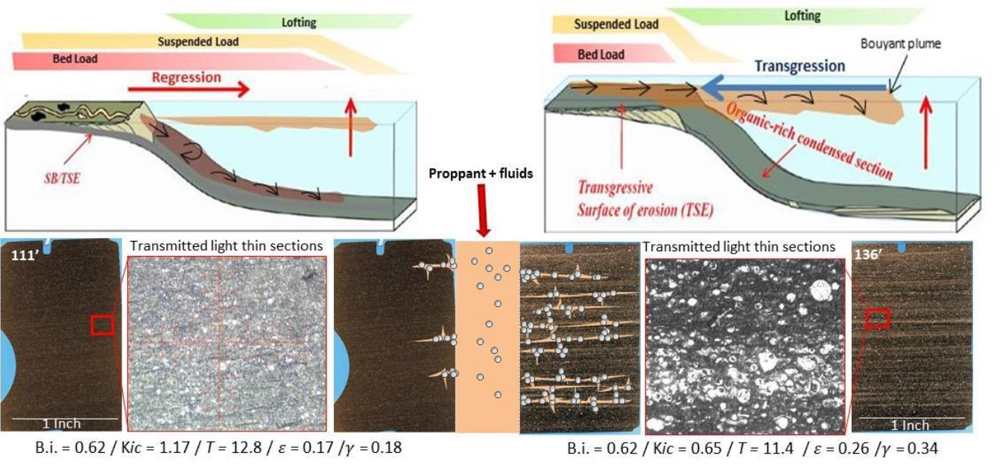 Lofting
Suspended Load
Bed Load
Regression
SB/TSE
Lofting
Suspended Load
Bed Load
Bouyant plume
Transgression
Organic-rich condensed section
Transgressive
Surface of erosion (TSE)
Proppant + fluids
111’
Transmitted light thin sections
1 Inch
Transmitted light thin sections
136’
1 Inch
B.i. = 0.62 / Kic = 1.17 / T = 12.8 / ε = 0.17 /γ = 0.18
B.i. = 0.62 / Kic = 0.65 / T = 11.4 / ε = 0.26 /γ = 0.34